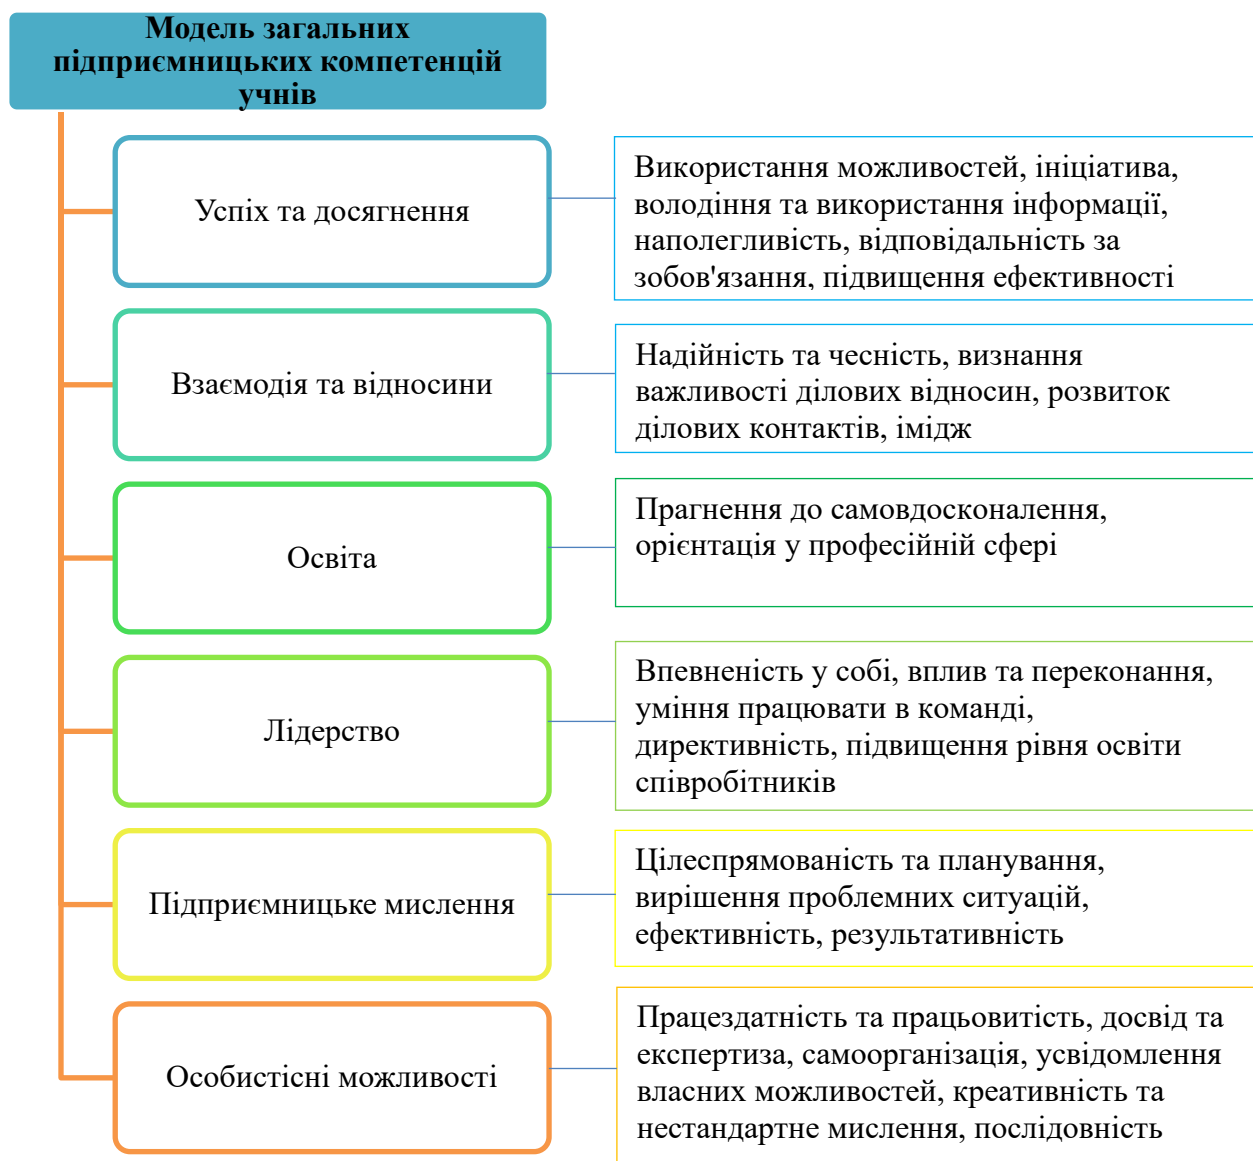 Модель загальних
підприємницьких компетенцій
учнів
Успіх та досягнення
Використання можливостей, ініціатива,
володіння та використання інформації,
наполегливість, відповідальність за
зобов'язання, підвищення ефективності
Взаємодія та відносини
Надійність та чесність, визнання
важливості ділових відносин, розвиток
ділових контактів, імідж
Освіта
Прагнення до самовдосконалення,
орієнтація у професійній сфері
Лідерство
Впевненість у собі, вплив та переконання,
уміння працювати в команді,
директивність, підвищення рівня освіти
співробітників
Підприємницьке мислення
Цілеспрямованість та планування,
вирішення проблемних ситуацій,
ефективність, результативність
Особистісні можливості
Працездатність та працьовитість, досвід та
експертиза, самоорганізація, усвідомлення
власних можливостей, креативність та
нестандартне мислення, послідовність